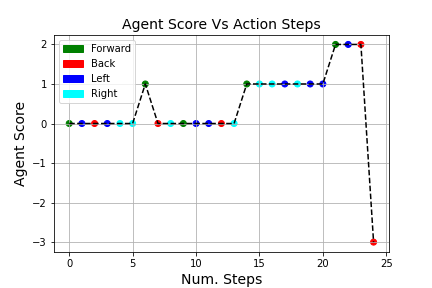 Agent Score Vs Action Steps
Forward
Back
Left
Right
2
1
0
−1
−2
−3
Agent Score
0 5 10 15 20 25
Num. Steps